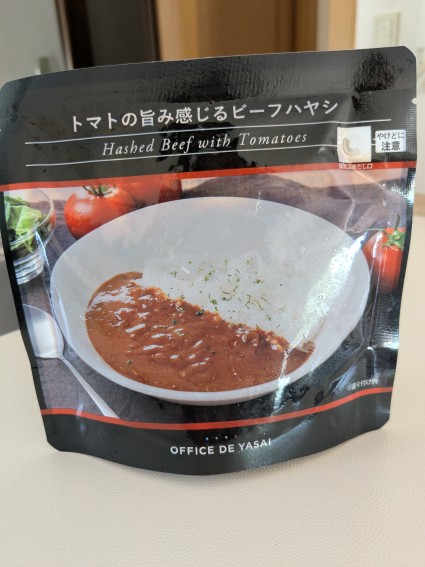 トマトの旨み感じるビーフハヤシ
Hashed Beef with Tomatoes
やけどに
注意
OFFICE DE YASAI